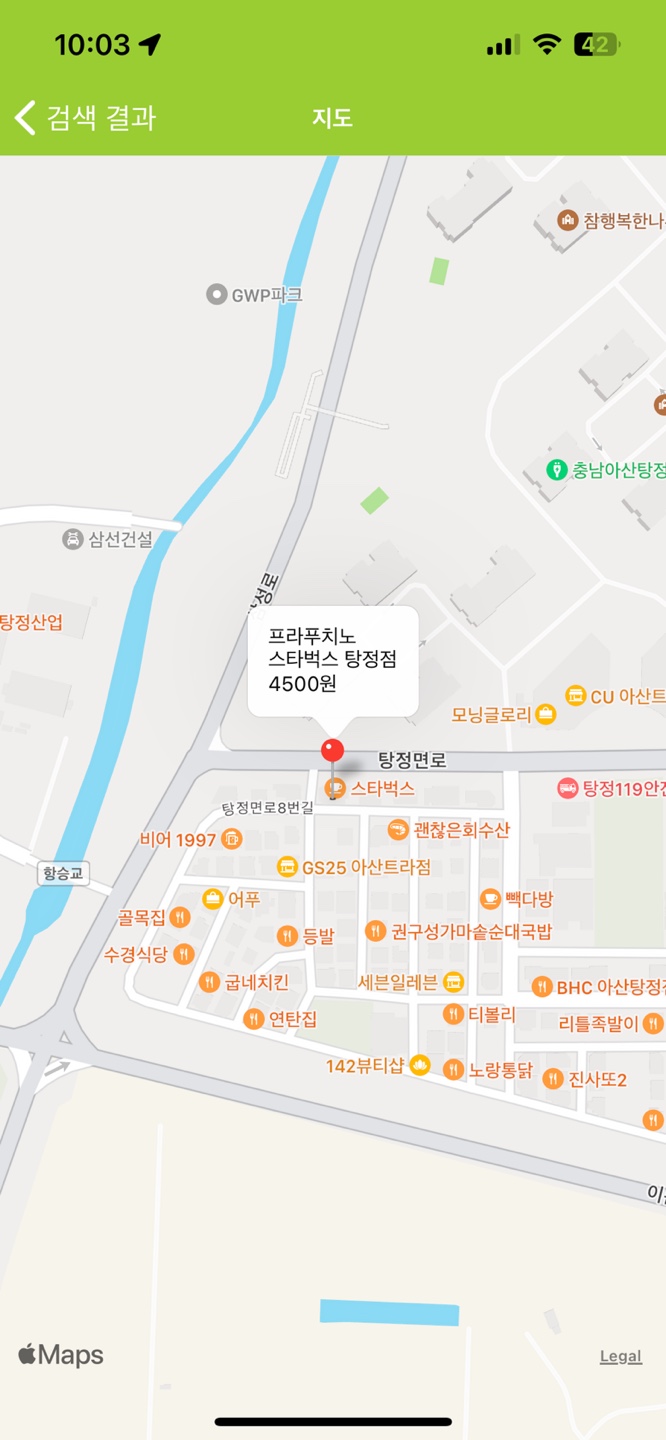 10:03
42
검색 결과
지도
참행복한나
GWP파크
충남아산탕정
삼선건설
탕정산업
성로
프라푸치노
스타벅스 탕정점
4500원
CU 아산트
모닝글로리
탕정면로
스타벅스
탕정119안전
탕정면로8번길
비어 1997
괜찮은회수산
GS25 아산트라점
항승교
어푸
빽다방
골목집
등발
권구성가마솥순대국밥
수경식당
굽네치킨
세븐일레븐
BHC 아산탕정
연탄집
티볼리
리틀족발이
142뷰티샵
노랑통닭
진사또2
이
Maps
Legal